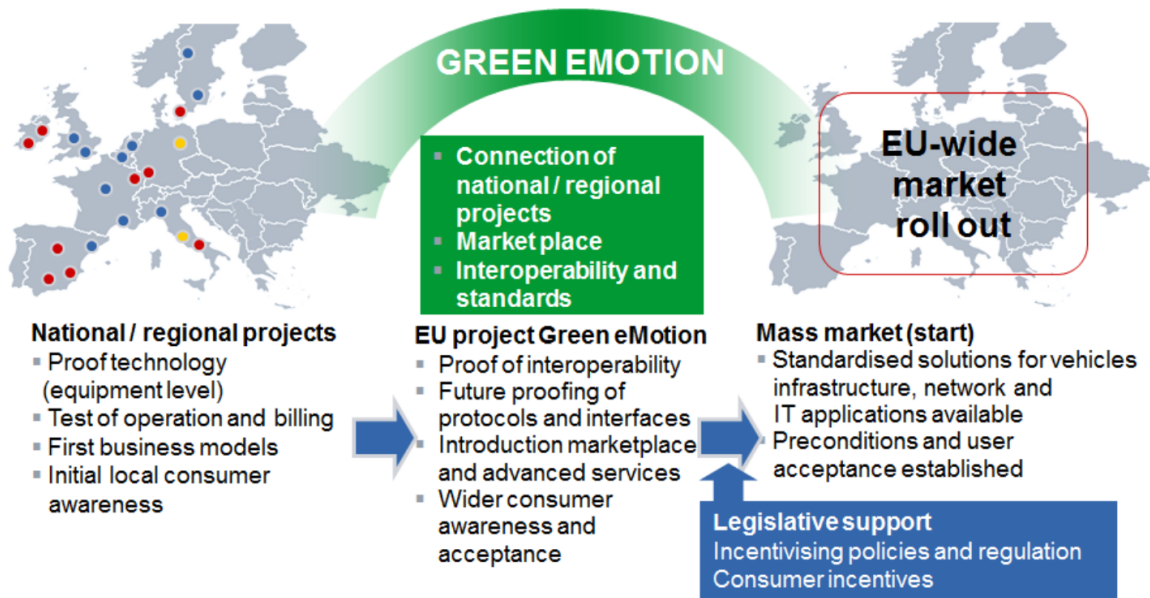 GREEN EMOTION
▪ Connection of
national / regional
projects
▪ Market place
▪ Interoperability and
standards
EU-wide
market
roll out
National / regional projects
▪ Proof technology
(equipment level)
▪ Test of operation and billing
▪ First business models
▪ Initial local consumer
awareness
EU project Green eMotion
▪ Proof of interoperability
▪ Future proofing of
protocols and interfaces
▪ Introduction marketplace
and advanced services
▪ Wider consumer
awareness and
acceptance
Mass market (start)
▪ Standardised solutions for vehicles
infrastructure, network and
IT applications available
▪ Preconditions and user
acceptance established
Legislative support
Incentivising policies and regulation
Consumer incentives